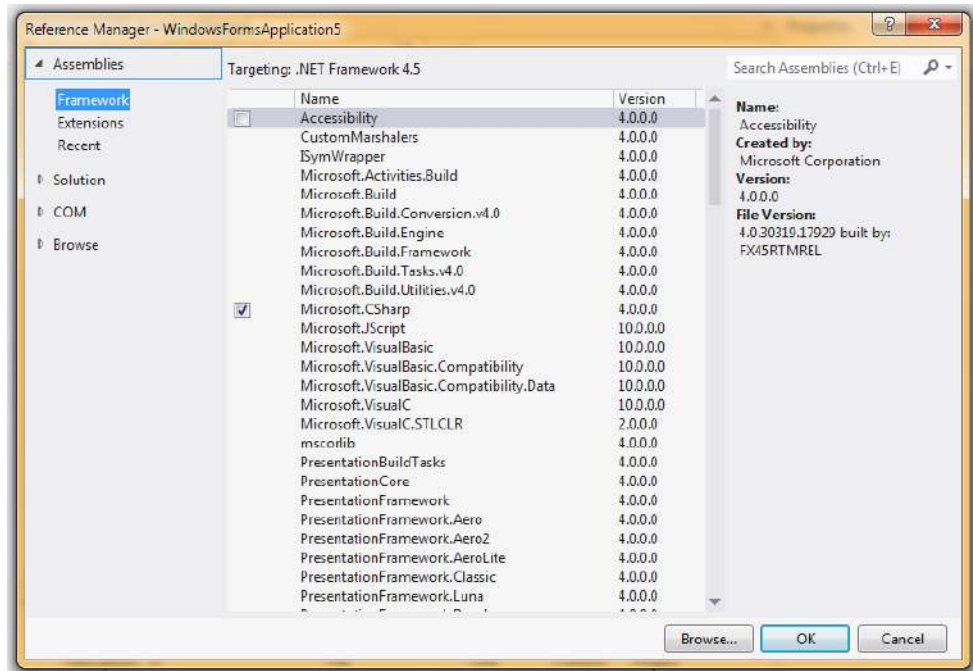 Reference Manager - WindowsFormsApplication5
Assemblies
Framework
Extensions
Recent
Solution
COM
Browse
Targeting: .NET Framework 4.5
Search Assemblies (Ctrl+E)
Name Version
Accessibility 4.0.0.0
CustomMarshalers 4.0.0.0
ISymWrapper 4.0.0.0
Microsoft.Activities.Build 4.0.0.0
Microsoft.Build 4.0.0.0
Microsoft.Build.Conversion.v4.0 4.0.0.0
Microsoft.Build.Engine 4.0.0.0
Microsoft.Build.Framework 4.0.0.0
Microsoft.Build.Tasks.v4.0 4.0.0.0
Microsoft.Build.Utilities.v4.0 4.0.0.0
Microsoft.CSharp 4.0.0.0
Microsoft.JScript 10.0.0.0
Microsoft.VisualBasic 10.0.0.0
Microsoft.VisualBasic.Compatibility 10.0.0.0
Microsoft.VisualBasic.Compatibility.Data 10.0.0.0
Microsoft.VisualC 10.0.0.0
Microsoft.VisualC.STLCLR 2.0.0.0
mscorlib 4.0.0.0
PresentationBuildTasks 4.0.0.0
PresentationCore 4.0.0.0
PresentationFramework 4.0.0.0
PresentationFramework.Aero 4.0.0.0
PresentationFramework.Aero2 4.0.0.0
PresentationFramework.AeroLite 4.0.0.0
PresentationFramework.Classic 4.0.0.0
PresentationFramework.Luna 4.0.0.0
Name:
Accessibility
Created by:
Microsoft Corporation
Version:
4.0.0.0
File Version:
4.0.30319.17929 built by:
FX45RTMREL
Browse...
OK
Cancel